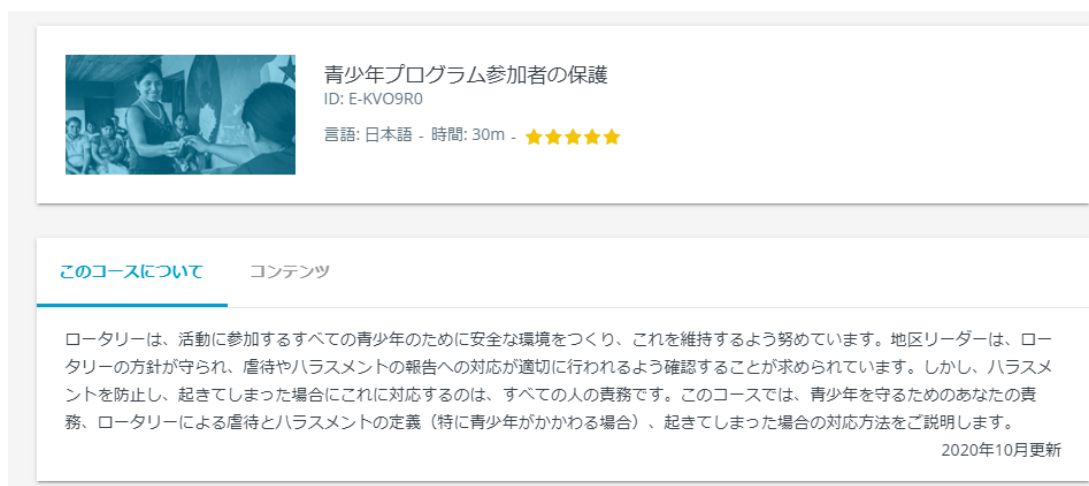 青少年プログラム参加者の保護
ID: E-KVO9R0
言語: 日本語 - 時間: 30m -
このコースについて
コンテンツ
ロータリーは、活動に参加するすべての青少年のために安全な環境をつくり、これを維持するよう努めています。地区リーダーは、ロー
タリーの方針が守られ、虐待やハラスメントの報告への対応が適切に行われるよう確認することが求められています。しかし、ハラスメ
ントを防止し、起きてしまった場合にこれに対応するのは、すべての人の責務です。このコースでは、青少年を守るためのあなたの責
務、ロータリーによる虐待とハラスメントの定義（特に青少年がかかわる場合）、起きてしまった場合の対応方法をご説明します。
2020年10月更新